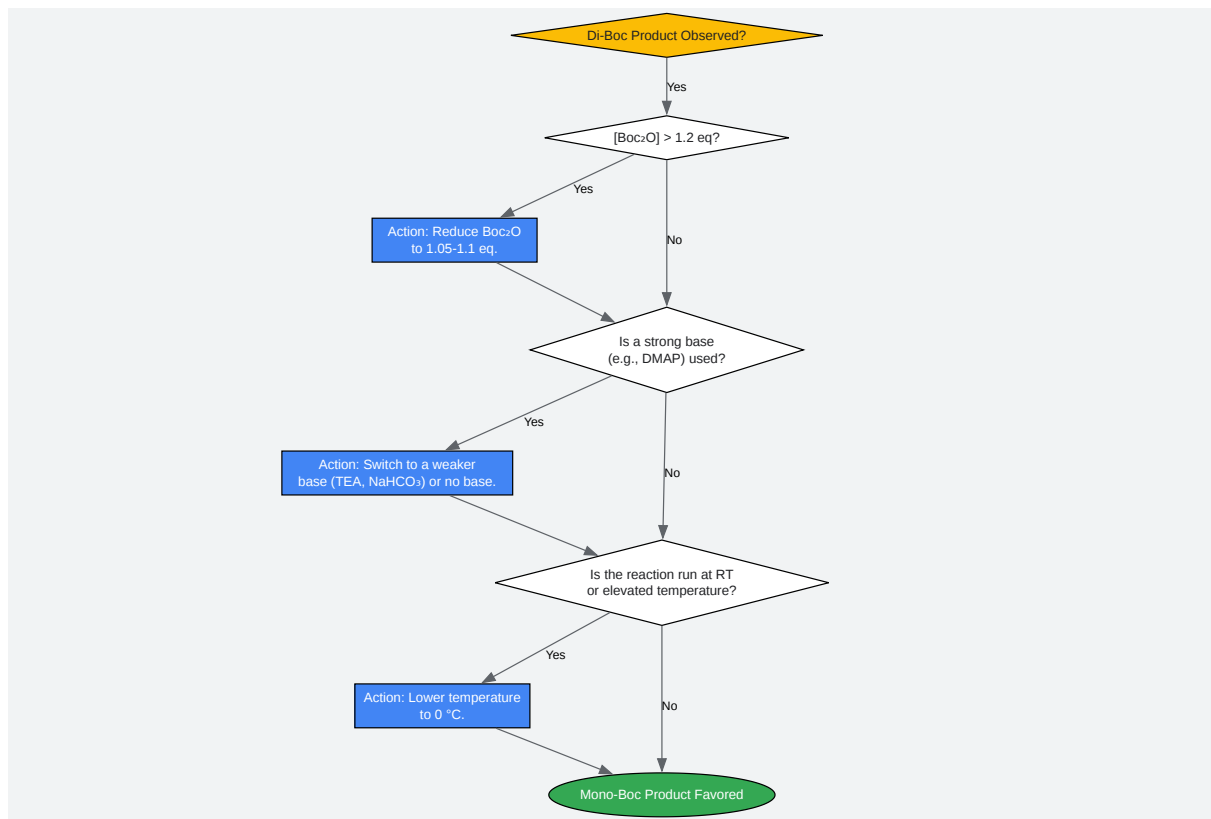 Di-Boc Product Observed?
Yes
[Boc₂O] > 1.2 eq?
Yes
Action: Reduce Boc₂O
to 1.05-1.1 eq.
No
Is a strong base
(e.g., DMAP) used?
Yes
Action: Switch to a weaker
base (TEA, NaHCO₃) or no base.
No
Is the reaction run at RT
or elevated temperature?
Yes
Action: Lower temperature
to 0 °C.
No
Mono-Boc Product Favored